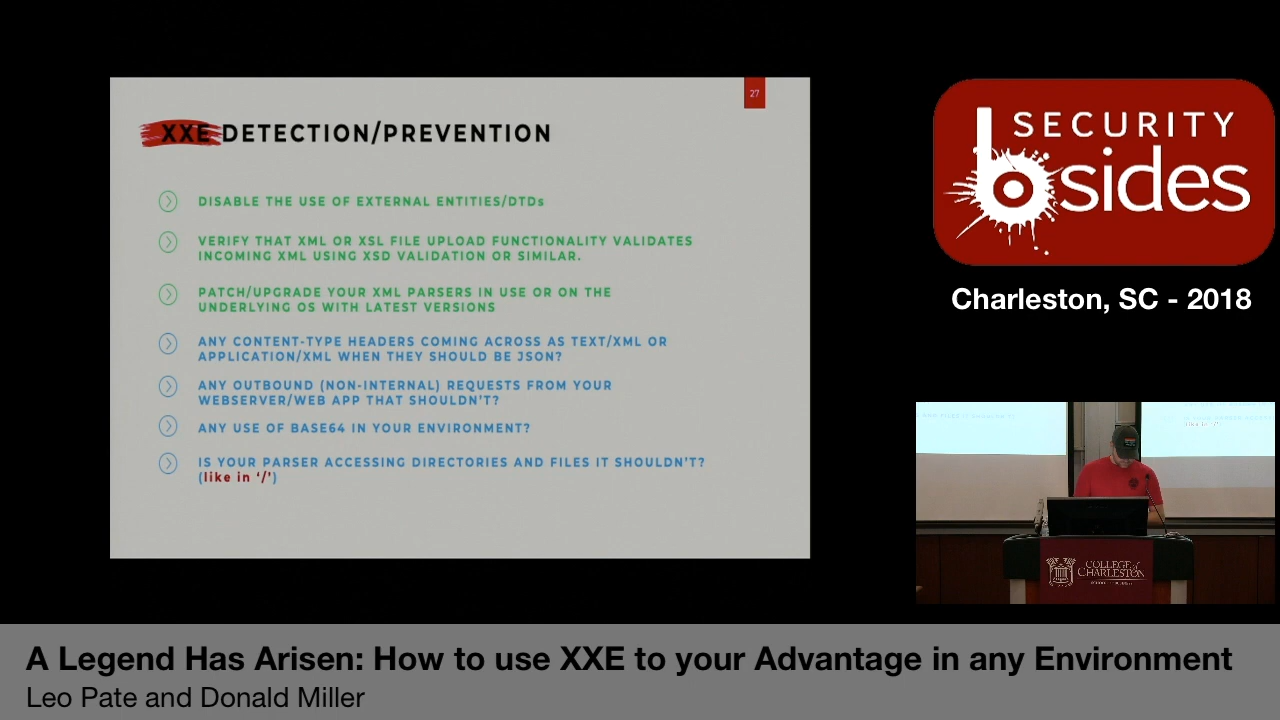 27
XXE DETECTION/PREVENTION
DISABLE THE USE OF EXTERNAL ENTITIES/DTDs
VERIFY THAT XML OR XSL FILE UPLOAD FUNCTIONALITY VALIDATES
INCOMING XML USING XSD VALIDATION OR SIMILAR.
PATCH/UPGRADE YOUR XML PARSERS IN USE OR ON THE
UNDERLYING OS WITH LATEST VERSIONS
ANY CONTENT-TYPE HEADERS COMING ACROSS AS TEXT/XML OR
APPLICATION/XML WHEN THEY SHOULD BE JSON?
ANY OUTBOUND (NON-INTERNAL) REQUESTS FROM YOUR
WEBSERVER/WEB APP THAT SHOULDN'T?
ANY USE OF BASE64 IN YOUR ENVIRONMENT?
IS YOUR PARSER ACCESSING DIRECTORIES AND FILES IT SHOULDN'T?
(like in '/')
SECURITY
bsides
Charleston, SC - 2018
like in '/')
COLLEGE of
CHARLESTON
A Legend Has Arisen: How to use XXE to your Advantage in any Environment
Leo Pate and Donald Miller